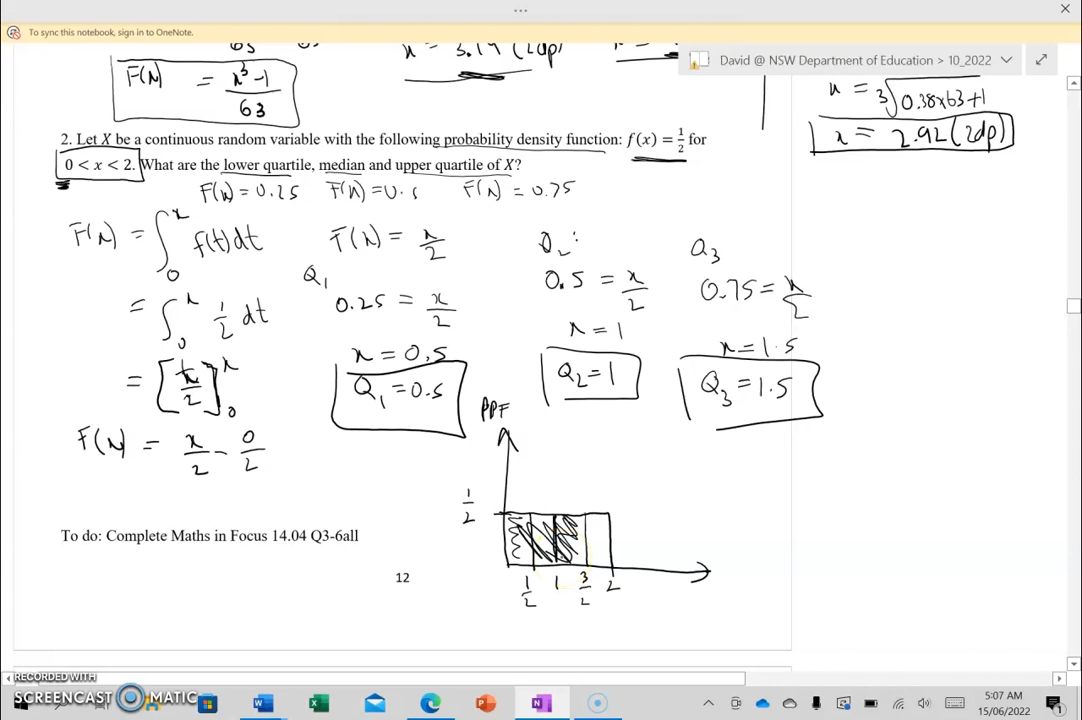 To sync this notebook, sign in to OneNote.
David @ NSW Department of Education > 10_2022
63
x = 3.19 (2dp)
F(x) = x³-1 / 63
x = ³√0.38x63+1
x = 2.92 (2dp)
2. Let X be a continuous random variable with the following probability density function: f(x) = 1/2 for
0 < x < 2. What are the lower quartile, median and upper quartile of X?
F(x) = 0.25 F(x) = 0.5 F(x) = 0.75
F(x) = ∫₀ˣ f(t) dt
= ∫₀ˣ 1/2 dt
= [t/2]₀ˣ
F(x) = x/2 - 0/2
F(x) = x/2
Q₁
0.25 = x/2
x = 0.5
Q₁ = 0.5
Q₂:
0.5 = x/2
x = 1
Q₂ = 1
Q₃
0.75 = x/2
x = 1.5
Q₃ = 1.5
PDF
1/2
1/2 1 3/2 2
To do: Complete Maths in Focus 14.04 Q3-6all
12
RECORDED WITH
SCREENCAST MATIC
5:07 AM
15/06/2022